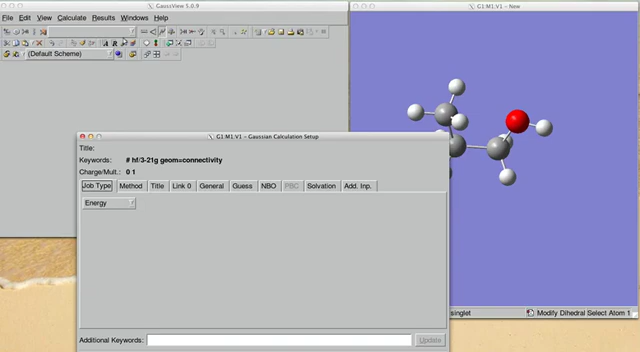 GaussView 5.0.9
File Edit View Calculate Results Windows Help
(Default Scheme)
G1:M1:V1 - New
G1:M1:V1 - Gaussian Calculation Setup
Title:
Keywords: # hf/3-21g geom=connectivity
Charge/Mult.: 0 1
Job Type Method Title Link 0 General Guess NBO PBC Solvation Add. Inp.
Energy
Additional Keywords: Update
singlet
Modify Dihedral Select Atom 1